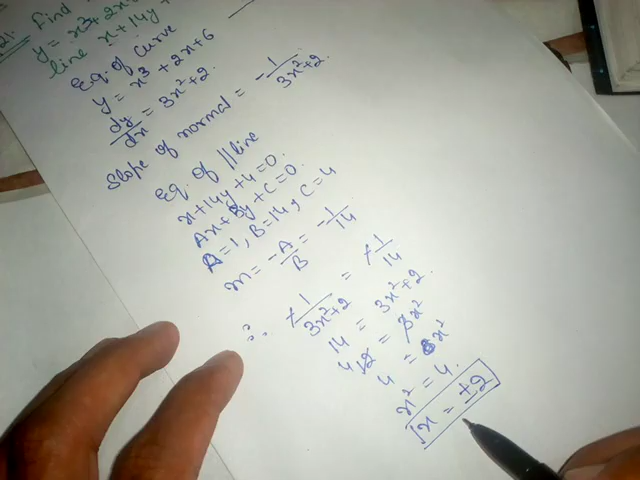 21. Find
y = x³ + 2x
line x + 14y +
Eq. of curve
y = x³ + 2x + 6
dy/dx = 3x² + 2.
Slope of normal = -1/(3x² + 2).
Eq. of || line
x + 14y + 4 = 0.
Ax + By + C = 0.
A = 1, B = 14, C = 4
m = -A/B = -1/14
∴ -1/(3x² + 2) = -1/14
14 = 3x² + 2.
4 12 = 3x²
4 = x²
x² = 4.
x = ±2